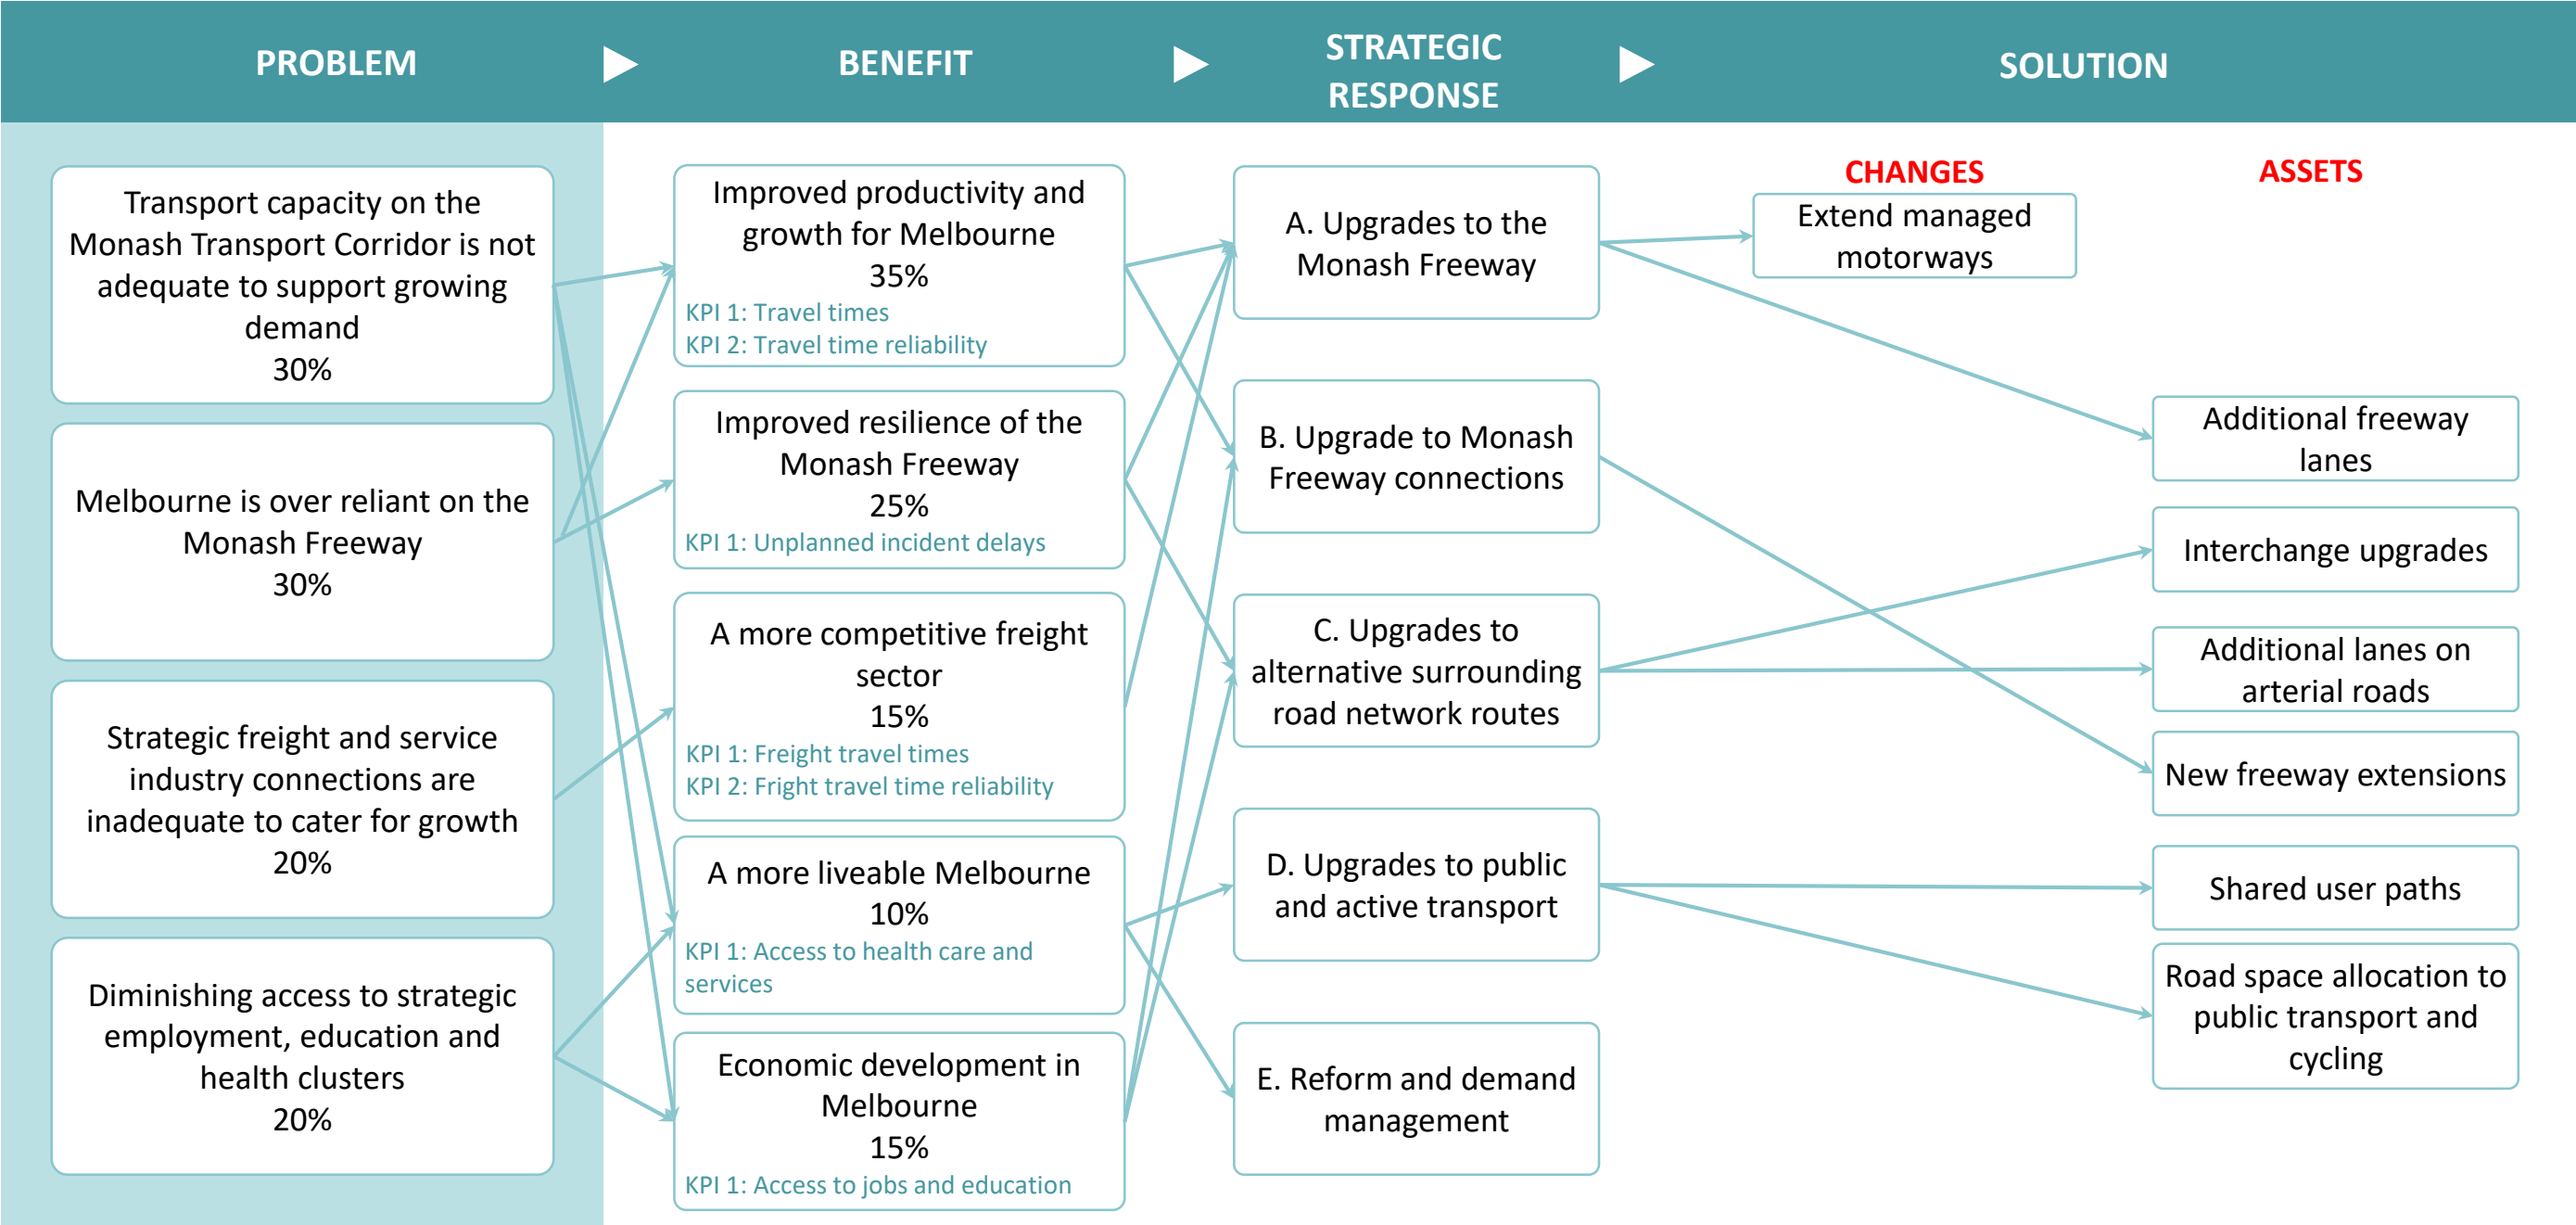 PROBLEM
BENEFIT
STRATEGIC
RESPONSE
SOLUTION
Transport capacity on the
Monash Transport Corridor is not
adequate to support growing
demand
30%
Melbourne is over reliant on the
Monash Freeway
30%
Strategic freight and service
industry connections are
inadequate to cater for growth
20%
Diminishing access to strategic
employment, education and
health clusters
20%
Improved productivity and
growth for Melbourne
35%
KPI 1: Travel times
KPI 2: Travel time reliability
Improved resilience of the
Monash Freeway
25%
KPI 1: Unplanned incident delays
A more competitive freight
sector
15%
KPI 1: Freight travel times
KPI 2: Fright travel time reliability
A more liveable Melbourne
10%
KPI 1: Access to health care and
services
Economic development in
Melbourne
15%
KPI 1: Access to jobs and education
A. Upgrades to the
Monash Freeway
B. Upgrade to Monash
Freeway connections
C. Upgrades to
alternative surrounding
road network routes
D. Upgrades to public
and active transport
E. Reform and demand
management
CHANGES
Extend managed
motorways
ASSETS
Additional freeway
lanes
Interchange upgrades
Additional lanes on
arterial roads
New freeway extensions
Shared user paths
Road space allocation to
public transport and
cycling